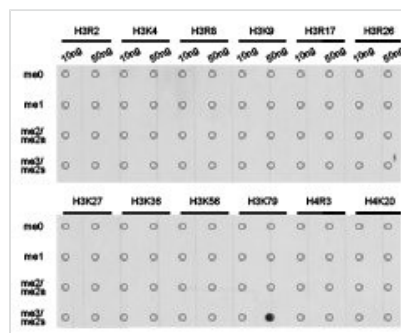 H3R2 H3K4 H3R8 H3K9 H3R17 H3R26
10ng 50ng 10ng 50ng 10ng 50ng 10ng 50ng 10ng 50ng 10ng 50ng
me0
me1
me2/
me2a
me3/
me2s
H3K27 H3K36 H3K56 H3K79 H4R3 H4K20
me0
me1
me2/
me2a
me3/
me2s